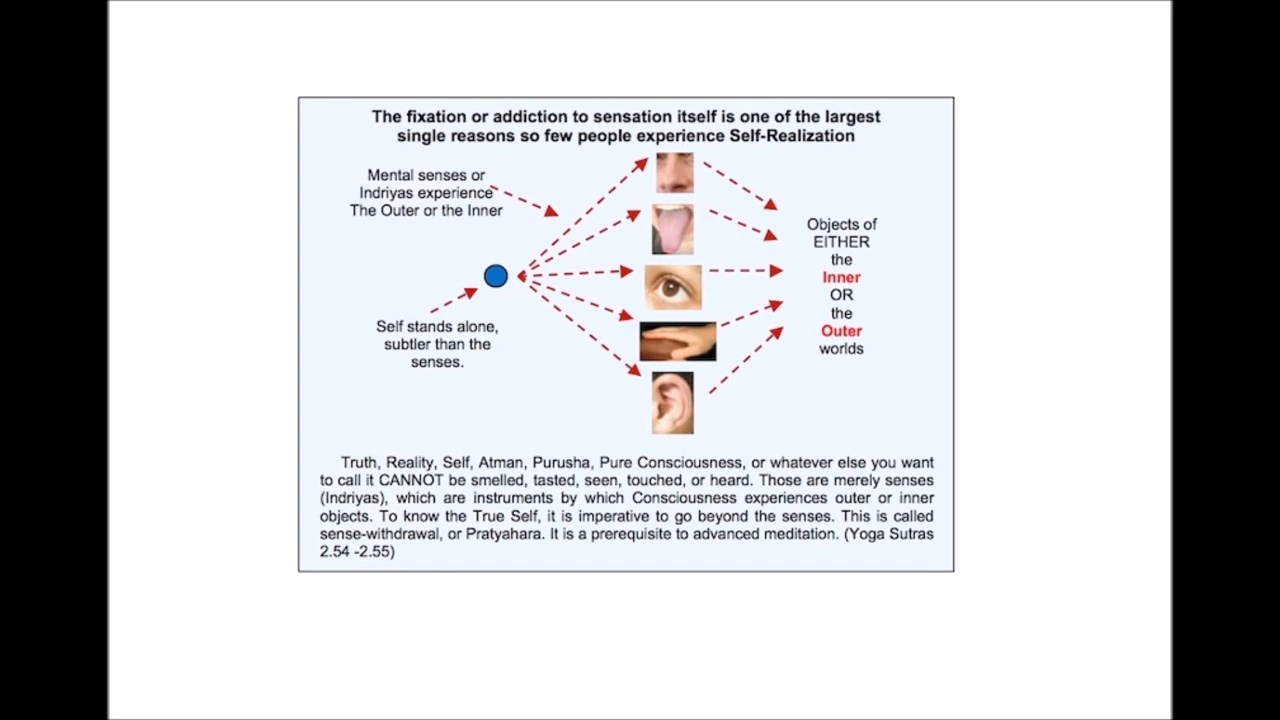 The fixation or addiction to sensation itself is one of the largest
single reasons so few people experience Self-Realization
Mental senses or
Indriyas experience
The Outer or the Inner
Self stands alone,
subtler than the
senses.
Objects of
EITHER
the
Inner
OR
the
Outer
worlds
Truth, Reality, Self, Atman, Purusha, Pure Consciousness, or whatever else you want
to call it CANNOT be smelled, tasted, seen, touched, or heard. Those are merely senses
(Indriyas), which are instruments by which Consciousness experiences outer or inner
objects. To know the True Self, it is imperative to go beyond the senses. This is called
sense-withdrawal, or Pratyahara. It is a prerequisite to advanced meditation. (Yoga Sutras
2.54 -2.55)